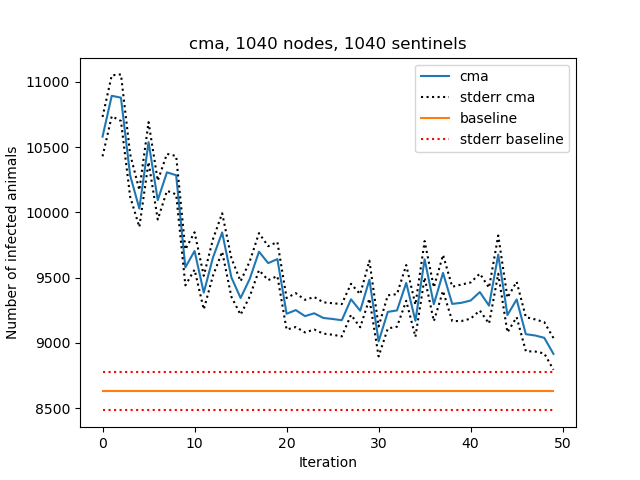 cma, 1040 nodes, 1040 sentinels
11000
10500
10000
9500
9000
8500
Number of infected animals
cma
stderr cma
baseline
stderr baseline
0
10
20
30
40
50
Iteration